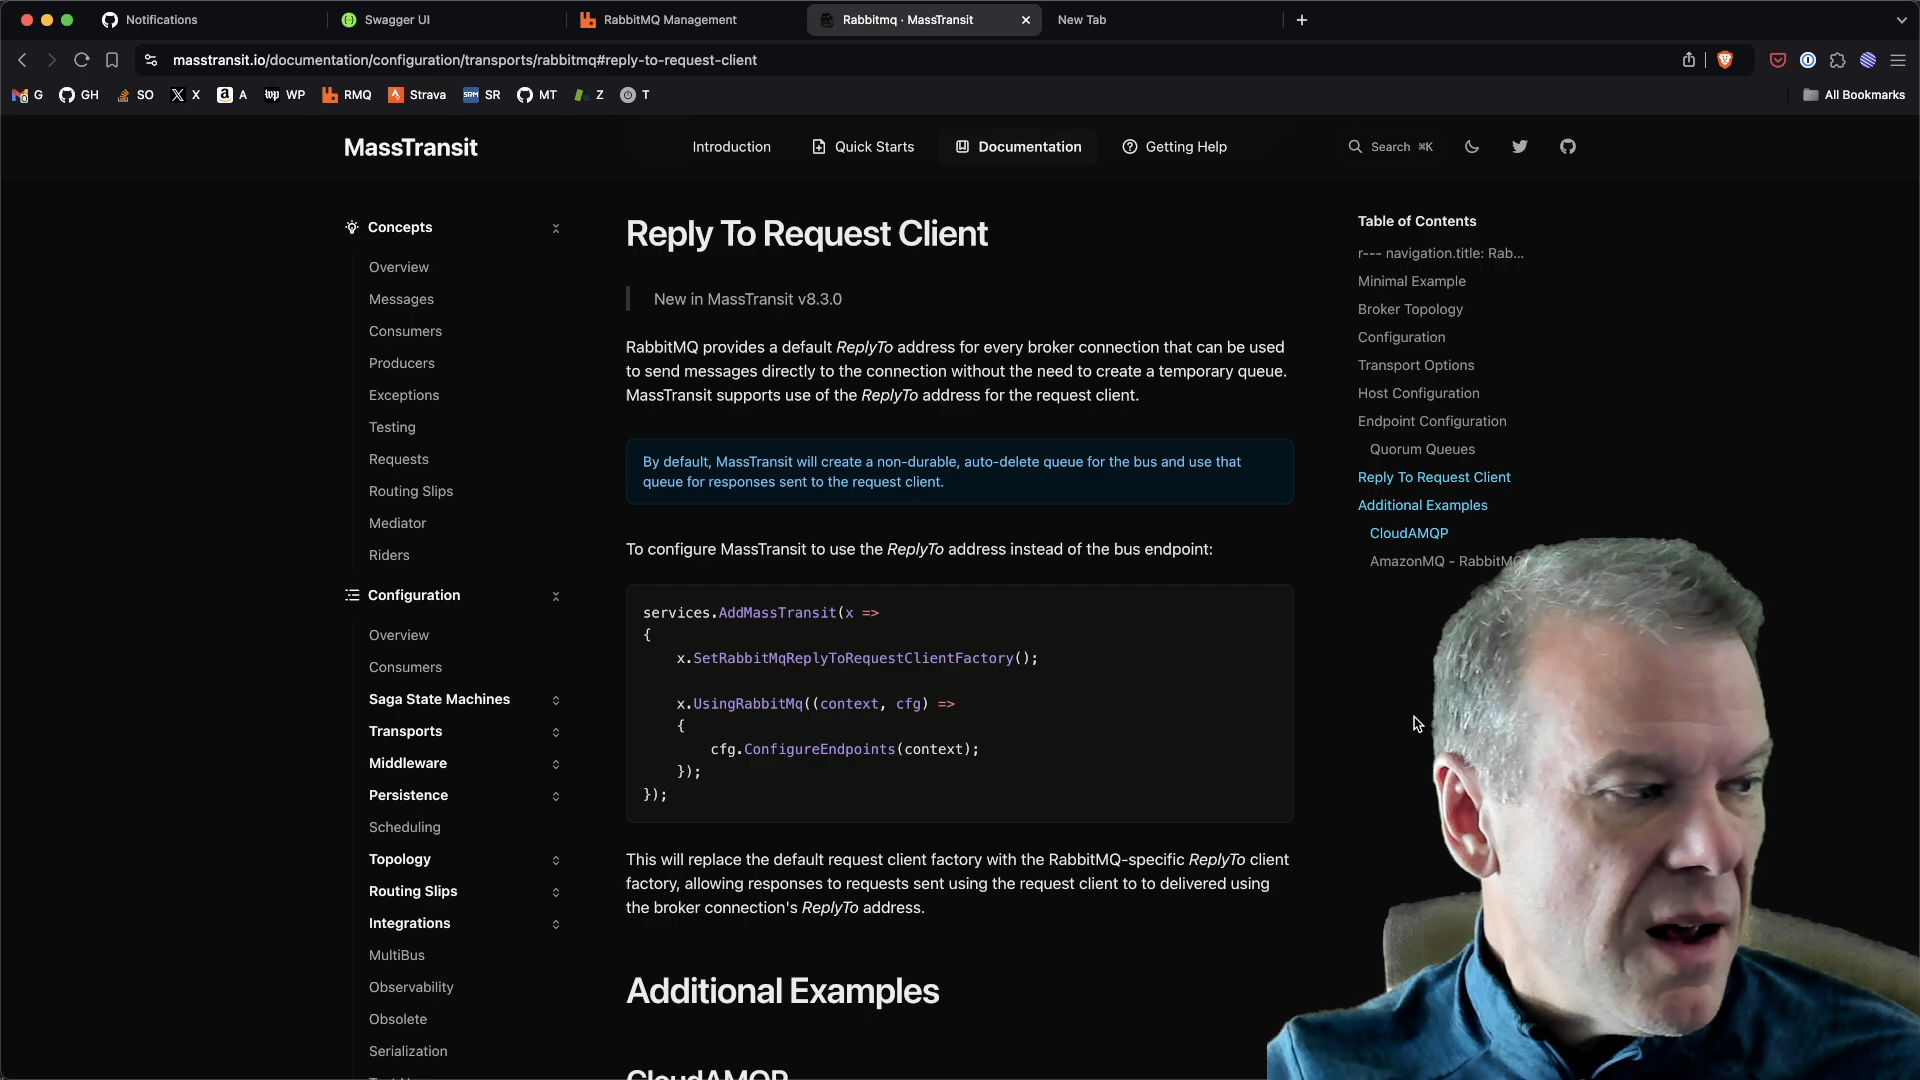 Notifications
Swagger UI
RabbitMQ Management
Rabbitmq · MassTransit
New Tab
masstransit.io/documentation/configuration/transports/rabbitmq#reply-to-request-client
G
GH
SO
X
A
WP
RMQ
Strava
SR
MT
Z
T
All Bookmarks
MassTransit
Introduction
Quick Starts
Documentation
Getting Help
Search ⌘K
Concepts
Overview
Messages
Consumers
Producers
Exceptions
Testing
Requests
Routing Slips
Mediator
Riders
Configuration
Overview
Consumers
Saga State Machines
Transports
Middleware
Persistence
Scheduling
Topology
Routing Slips
Integrations
MultiBus
Observability
Obsolete
Serialization
Reply To Request Client
New in MassTransit v8.3.0
RabbitMQ provides a default ReplyTo address for every broker connection that can be used
to send messages directly to the connection without the need to create a temporary queue.
MassTransit supports use of the ReplyTo address for the request client.
By default, MassTransit will create a non-durable, auto-delete queue for the bus and use that
queue for responses sent to the request client.
To configure MassTransit to use the ReplyTo address instead of the bus endpoint:
services.AddMassTransit(x =>
{
x.SetRabbitMqReplyToRequestClientFactory();
x.UsingRabbitMq((context, cfg) =>
{
cfg.ConfigureEndpoints(context);
});
});
This will replace the default request client factory with the RabbitMQ-specific ReplyTo client
factory, allowing responses to requests sent using the request client to to delivered using
the broker connection's ReplyTo address.
Additional Examples
CloudAMQP
Table of Contents
r--- navigation.title: Rab...
Minimal Example
Broker Topology
Configuration
Transport Options
Host Configuration
Endpoint Configuration
Quorum Queues
Reply To Request Client
Additional Examples
CloudAMQP
AmazonMQ - RabbitMQ